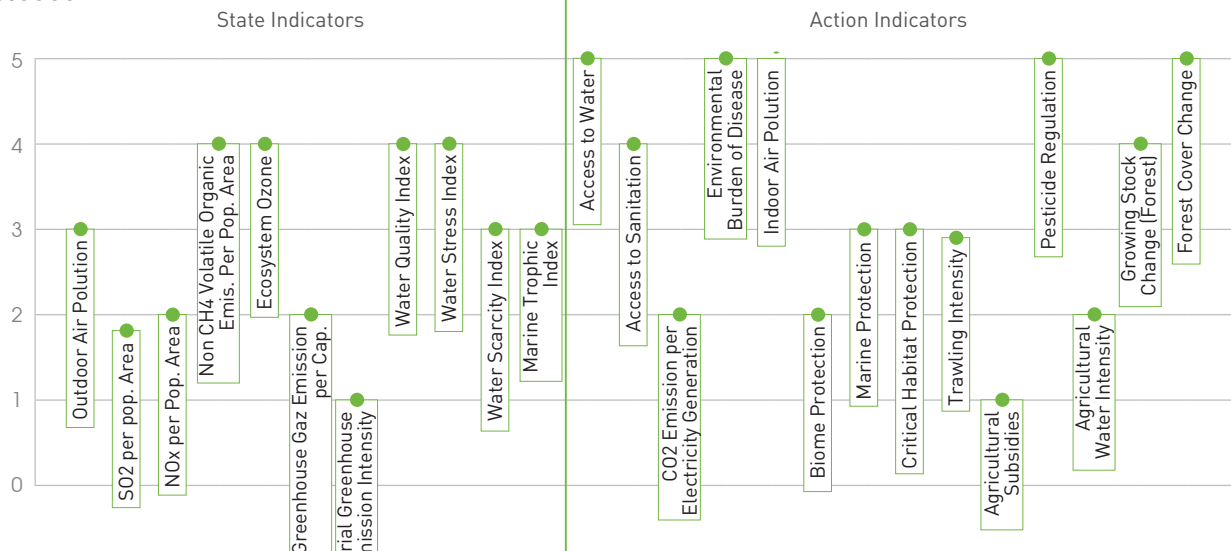 State Indicators
Action Indicators
5
4
3
2
1
0
Outdoor Air Polution
SO2 per pop. Area
NOx per Pop. Area
Non CH4 Volatile Organic
Emis. Per Pop. Area
Ecosystem Ozone
Greenhouse Gaz Emission
per Cap.
Greenhouse
Intensity
Water Quality Index
Water Stress Index
Water Scarcity Index
Marine Trophic
Index
Access to Water
Access to Sanitation
CO2 Emission per
Electricity Generation
Environmental
Burden of Disease
Indoor Air Polution
Biome Protection
Marine Protection
Critical Habitat Protection
Trawling Intensity
Agricultural
Subsidies
Pesticide Regulation
Agricultural
Water Intensity
Growing Stock
Change (Forest)
Forest Cover Change